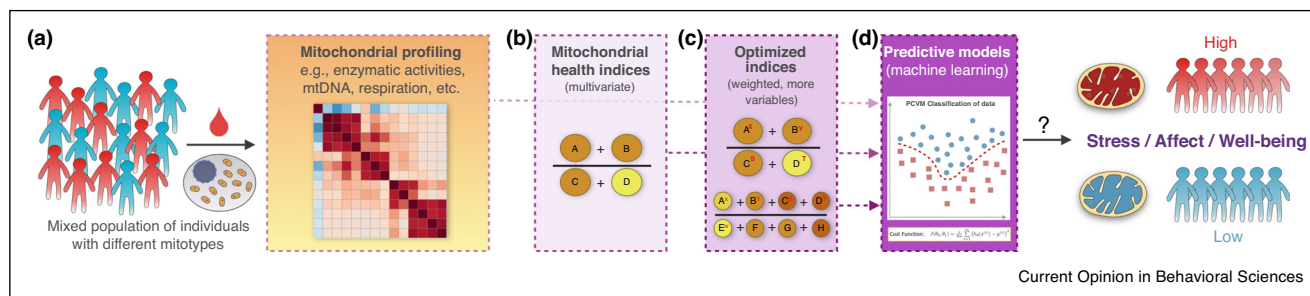 (a)
Mixed population of individuals
with different mitotypes
Mitochondrial profiling
e.g., enzymatic activities,
mtDNA, respiration, etc.
(b)
Mitochondrial
health indices
(multivariate)
A + B
C + D
(c)
Optimized
indices
(weighted, more
variables)
A^X + B^Y
C^S + D^T
+ + +
+ F + G + H
(d)
Predictive models
(machine learning)
PCVM Classification of data
Cost Function:
?
High
Stress / Affect / Well-being
Low
Current Opinion in Behavioral Sciences